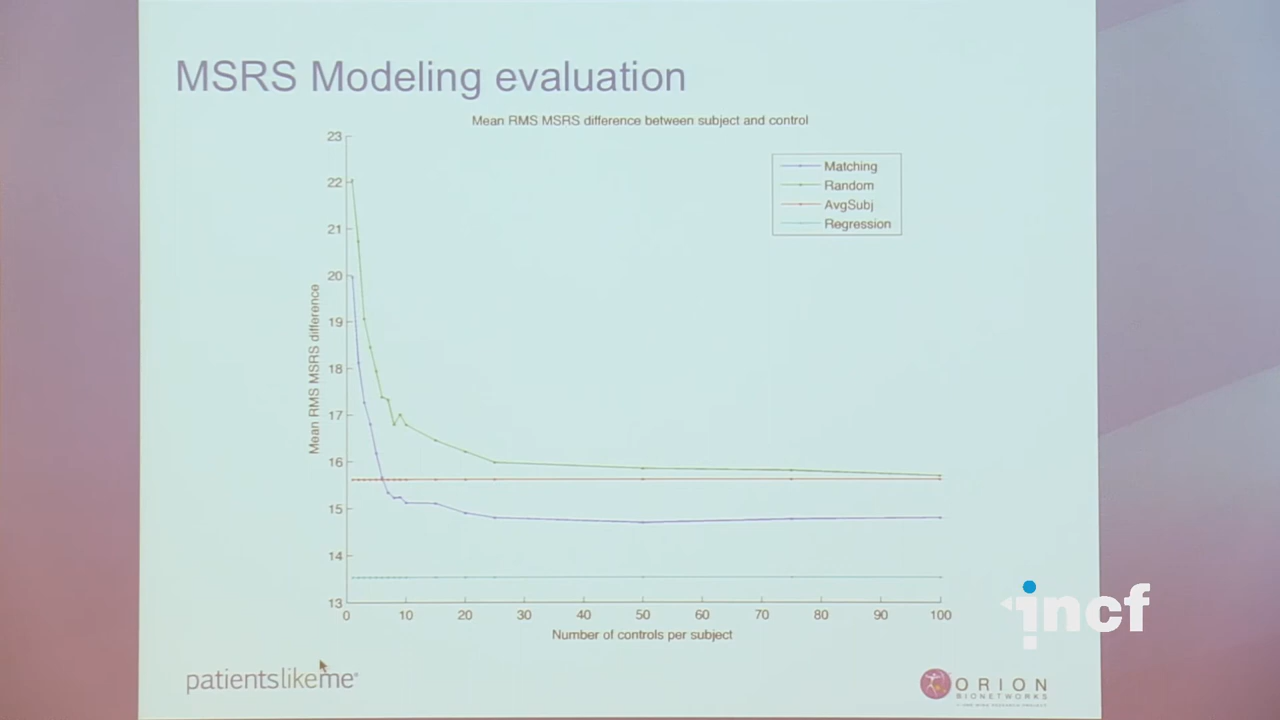 MSRS Modeling evaluation
Mean RMS MSRS difference between subject and control
23
22
21
20
19
18
17
16
15
14
13
Mean RMS MSRS difference
Matching
Random
AvgSubj
Regression
0 10 20 30 40 50 60 70 80 90 100
Number of controls per subject
incf
patientslikeme®
ORION
BIONETWORKS